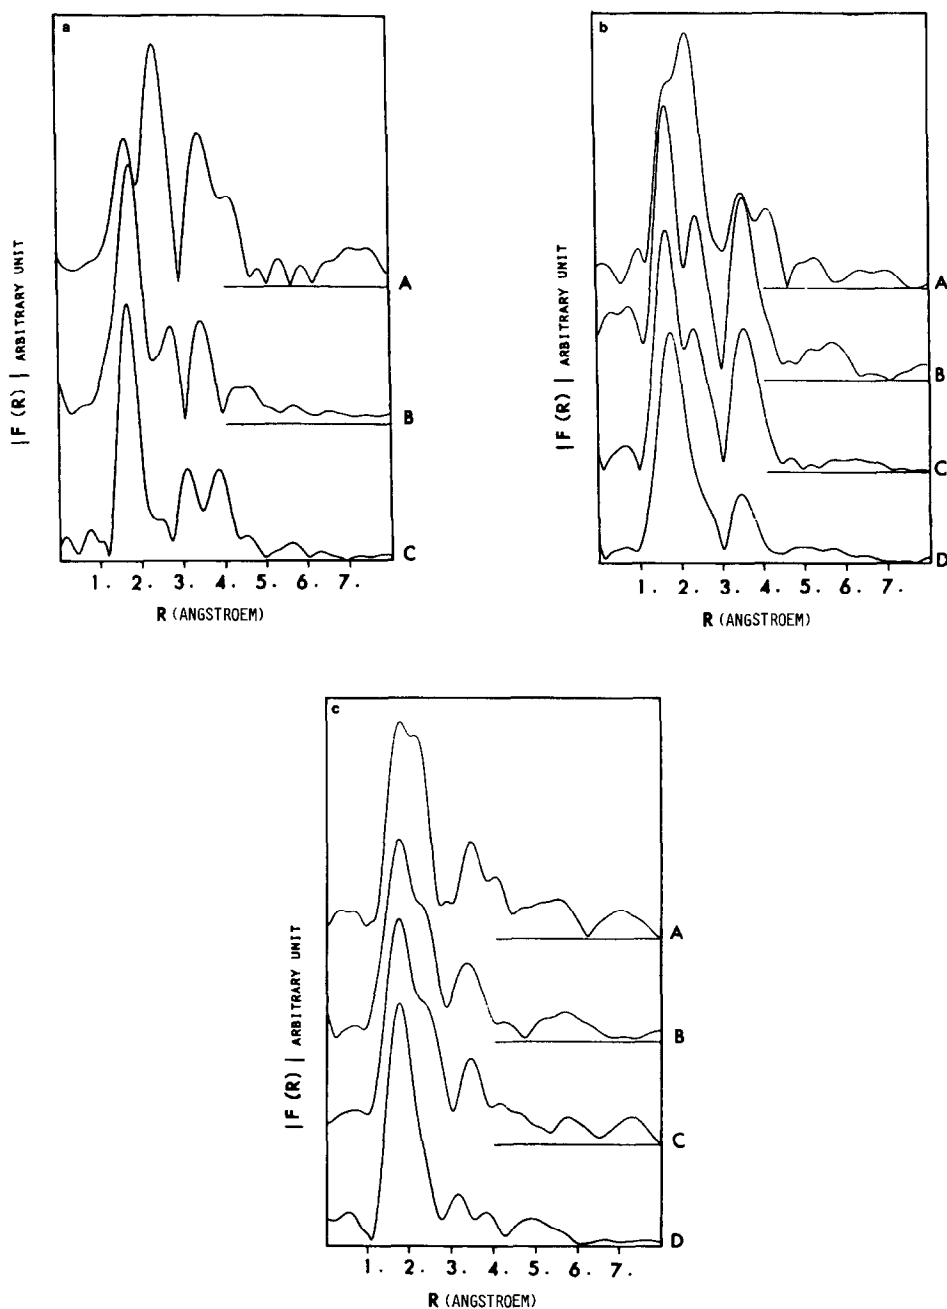 a
|F (R)| ARBITRARY UNIT
A
B
C
1. 2. 3. 4. 5. 6. 7.
R (ANGSTROEM)
b
|F (R)| ARBITRARY UNIT
A
B
C
D
1. 2. 3. 4. 5. 6. 7.
R (ANGSTROEM)
c
|F (R)| ARBITRARY UNIT
A
B
C
D
1. 2. 3. 4. 5. 6. 7.
R (ANGSTROEM)